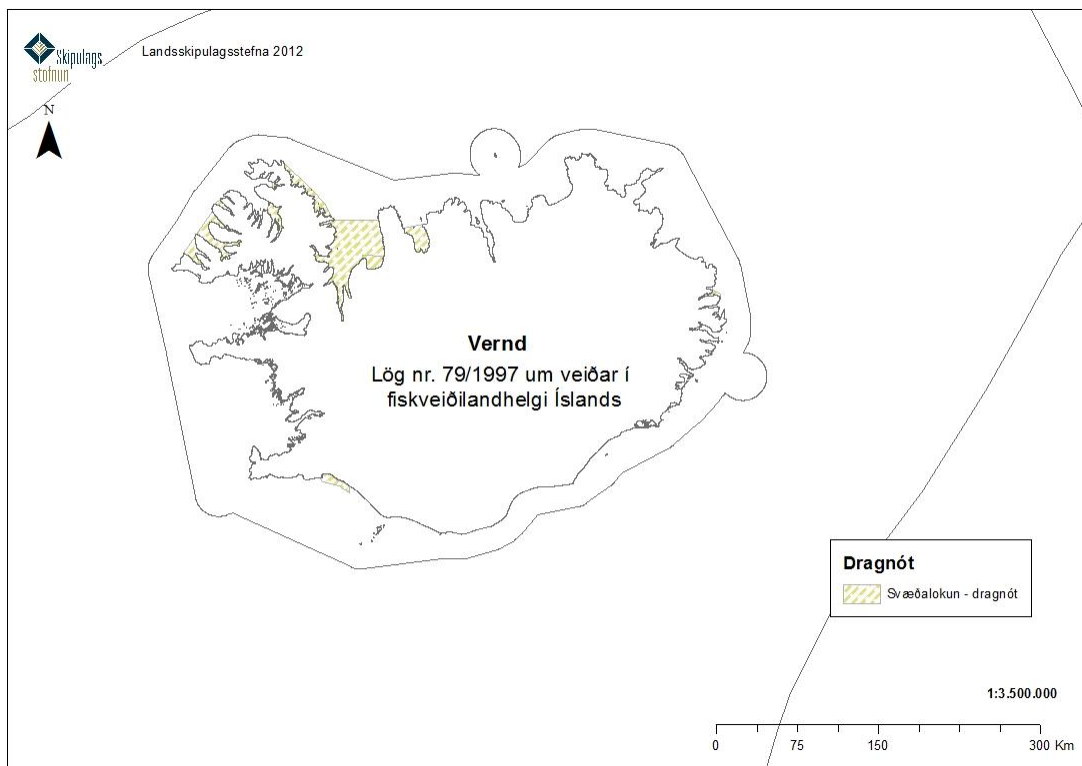 Skipulags
stofnun
Landsskipulagsstefna 2012
N
Vernd
Lög nr. 79/1997 um veiðar í
fiskveiðilandhelgi Íslands
Dragnót
Svæðalokun - dragnót
1:3.500.000
0 75 150 300 Km